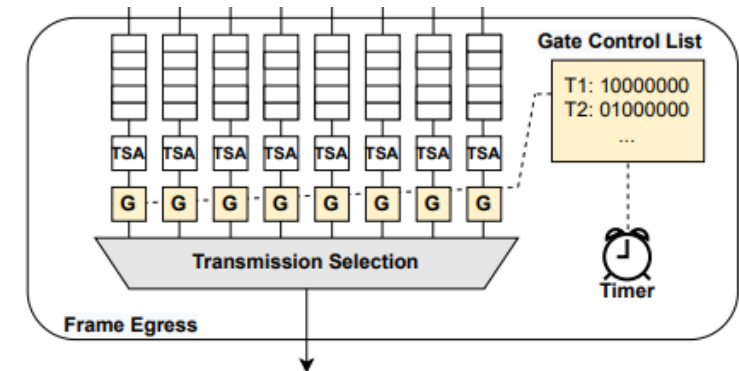 Gate Control List
T1: 10000000
T2: 01000000
...
TSA TSA TSA TSA TSA TSA TSA TSA
G G G G G G G G
Transmission Selection
Timer
Frame Egress